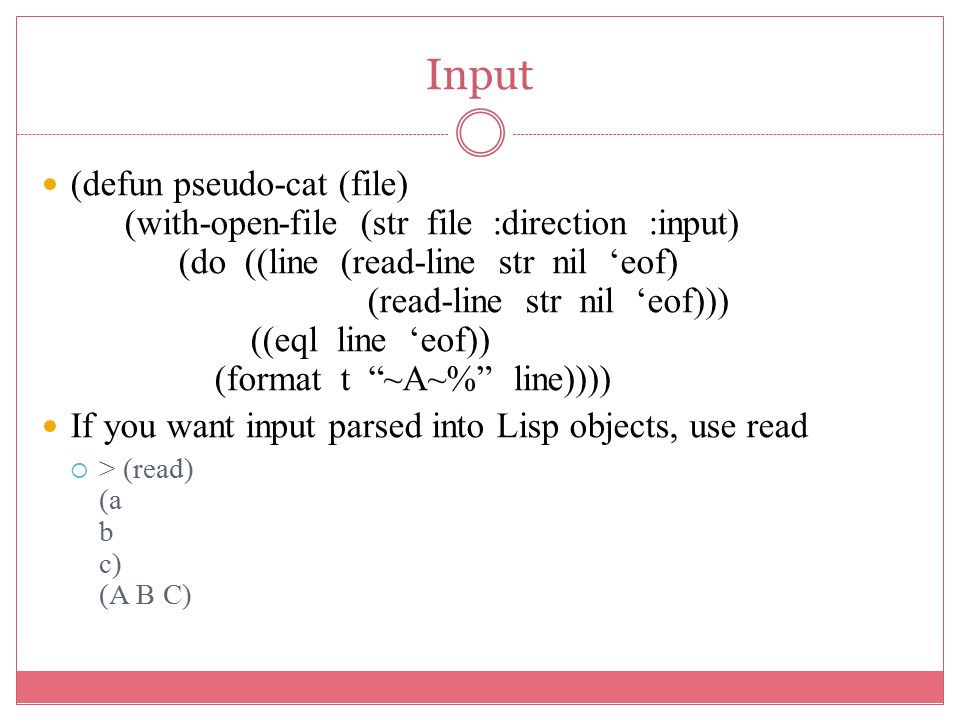 Input
(defun pseudo-cat (file)
(with-open-file (str file :direction :input)
(do ((line (read-line str nil ‘eof)
(read-line str nil ‘eof)))
((eql line ‘eof))
(format t “~A~%” line))))
If you want input parsed into Lisp objects, use read
> (read)
(a
b
c)
(A B C)